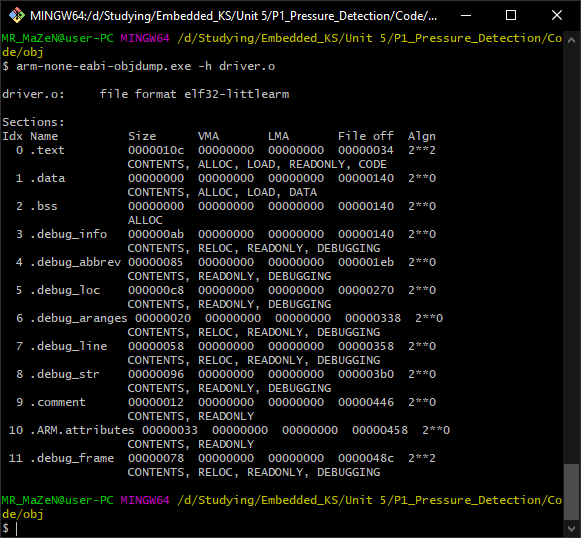 MINGW64:/d/Studying/Embedded_KS/Unit 5/P1_Pressure_Detection/Code/...
MR_MaZeN@user-PC MINGW64 /d/Studying/Embedded_KS/Unit 5/P1_Pressure_Detection/Co
de/obj
$ arm-none-eabi-objdump.exe -h driver.o
driver.o:     file format elf32-littlearm
Sections:
Idx Name          Size      VMA       LMA       File off  Algn
  0 .text         0000010c  00000000  00000000  00000034  2**2
                  CONTENTS, ALLOC, LOAD, READONLY, CODE
  1 .data         00000000  00000000  00000000  00000140  2**0
                  CONTENTS, ALLOC, LOAD, DATA
  2 .bss          00000000  00000000  00000000  00000140  2**0
                  ALLOC
  3 .debug_info   000000ab  00000000  00000000  00000140  2**0
                  CONTENTS, RELOC, READONLY, DEBUGGING
  4 .debug_abbrev 00000085  00000000  00000000  000001eb  2**0
                  CONTENTS, READONLY, DEBUGGING
  5 .debug_loc    000000c8  00000000  00000000  00000270  2**0
                  CONTENTS, READONLY, DEBUGGING
  6 .debug_aranges 00000020  00000000  00000000  00000338  2**0
                  CONTENTS, RELOC, READONLY, DEBUGGING
  7 .debug_line   00000058  00000000  00000000  00000358  2**0
                  CONTENTS, RELOC, READONLY, DEBUGGING
  8 .debug_str    00000096  00000000  00000000  000003b0  2**0
                  CONTENTS, READONLY, DEBUGGING
  9 .comment      00000012  00000000  00000000  00000446  2**0
                  CONTENTS, READONLY
 10 .ARM.attributes 00000033  00000000  00000000  00000458  2**0
                  CONTENTS, READONLY
 11 .debug_frame  00000078  00000000  00000000  0000048c  2**2
                  CONTENTS, RELOC, READONLY, DEBUGGING
MR_MaZeN@user-PC MINGW64 /d/Studying/Embedded_KS/Unit 5/P1_Pressure_Detection/Co
de/obj
$